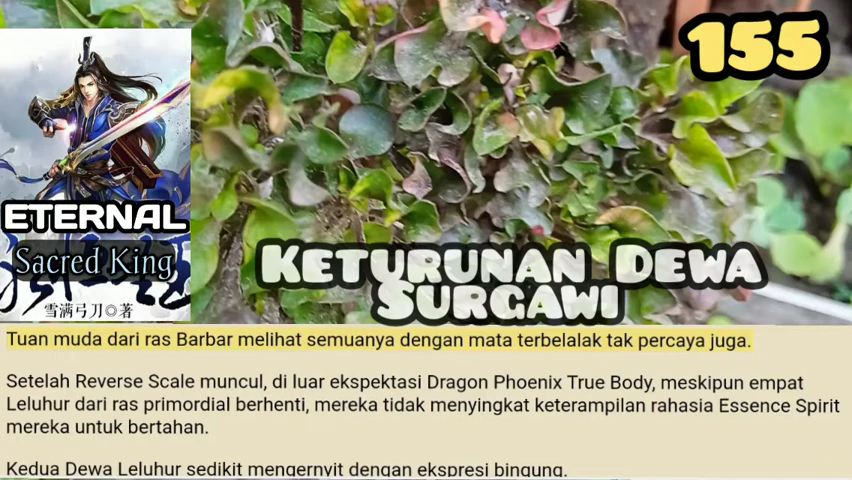 155
ETERNAL
Sacred King
雪满弓刀◎著
KETURUNAN DEWA
SURGAWI
Tuan muda dari ras Barbar melihat semuanya dengan mata terbelalak tak percaya juga.
Setelah Reverse Scale muncul, di luar ekspektasi Dragon Phoenix True Body, meskipun empat
Leluhur dari ras primordial berhenti, mereka tidak menyingkat keterampilan rahasia Essence Spirit
mereka untuk bertahan.
Kedua Dewa Leluhur sedikit mengernyit dengan ekspresi bingung.